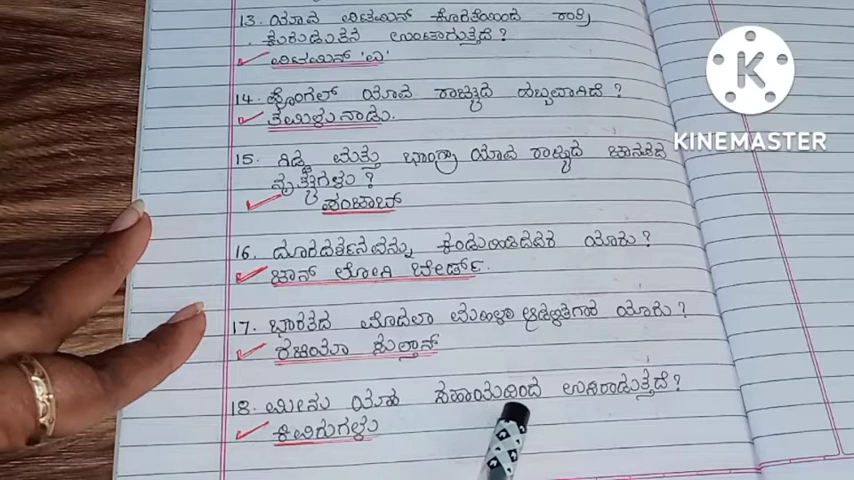 13. ಯಾವ ವಿಟಮಿನ್ ಕೊರತೆಯಿಂದ ರಾತ್ರಿ
ಕುರುಡುತನ ಉಂಟಾಗುತ್ತದೆ?
ವಿಟಮಿನ್ 'ಎ'
14. ಪೊಂಗಲ್ ಯಾವ ರಾಜ್ಯದ ಹಬ್ಬವಾಗಿದೆ?
ತಮಿಳುನಾಡು.
15. ಗಿದ್ದ ಮತ್ತು ಭಾಂಗ್ರಾ ಯಾವ ರಾಜ್ಯದ ಜಾನಪದ
ನೃತ್ಯಗಳು?
ಪಂಜಾಬ್
16. ದೂರದರ್ಶನವನ್ನು ಕಂಡುಹಿಡಿದವರು ಯಾರು?
ಜಾನ್ ಲೋಗಿ ಬೇರ್ಡ್.
17. ಭಾರತದ ಮೊದಲ ಮಹಿಳಾ ಆಡಳಿತಗಾರ ಯಾರು?
ರಜಿಯಾ ಸುಲ್ತಾನ್
18. ಮೀನು ಯಾವ ಸಹಾಯದಿಂದ ಉಸಿರಾಡುತ್ತದೆ?
ಕಿವಿರುಗಳು
KINEMASTER